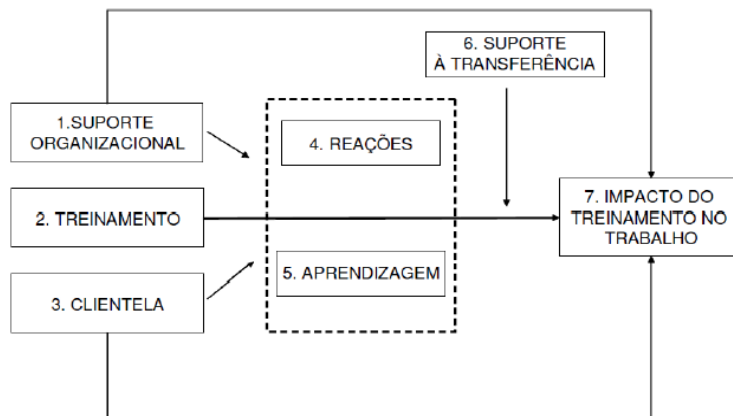 6. SUPORTE
À TRANSFERÊNCIA
1.SUPORTE
ORGANIZACIONAL
4. REAÇÕES
2. TREINAMENTO
7. IMPACTO DO
TREINAMENTO NO
TRABALHO
5. APRENDIZAGEM
3. CLIENTELA